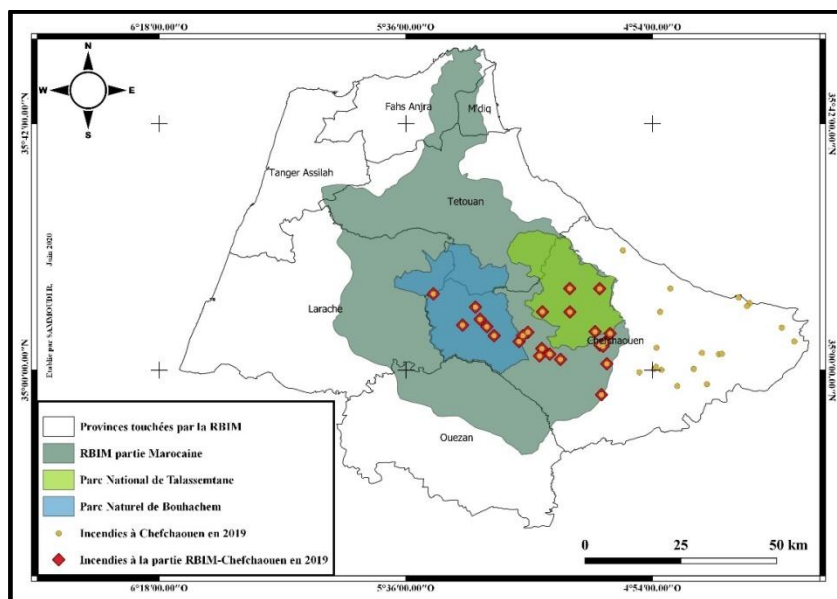 6°18'00.00"O 5°36'00.00"O 4°54'00.00"O
N
W E
S
35°42'00.00"N 35°42'00.00"N
Fahs Anjra
M'diq
Tanger Assilah
Tetouan
Etablie par SAMMOUDI R. Juin 2020
Larache
Chefchaouen
35°00'00.00"N 35°00'00.00"N
Ouezan
Provinces touchées par la RBIM
RBIM partie Marocaine
Parc National de Talassemtane
Parc Naturel de Bouhachem
Incendies à Chefchaouen en 2019
Incendies à la partie RBIM-Chefchaouen en 2019
0 25 50 km
6°18'00.00"O 5°36'00.00"O 4°54'00.00"O